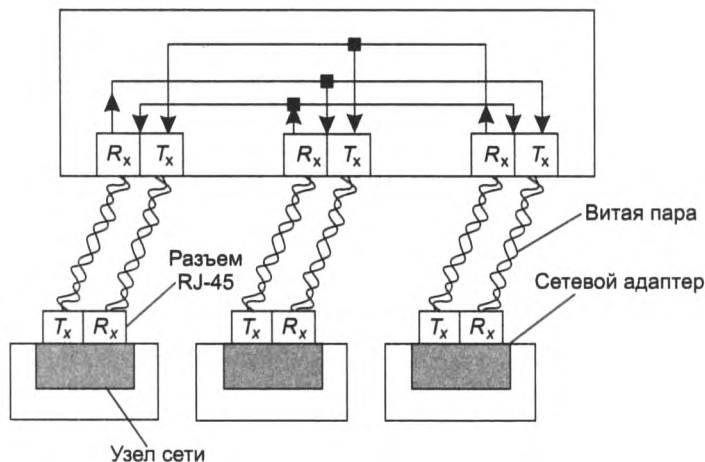 Rx Tx Rx Tx Rx Tx
Витая пара
Разъем
RJ-45
Сетевой адаптер
Tx Rx Tx Rx Tx Rx
Узел сети